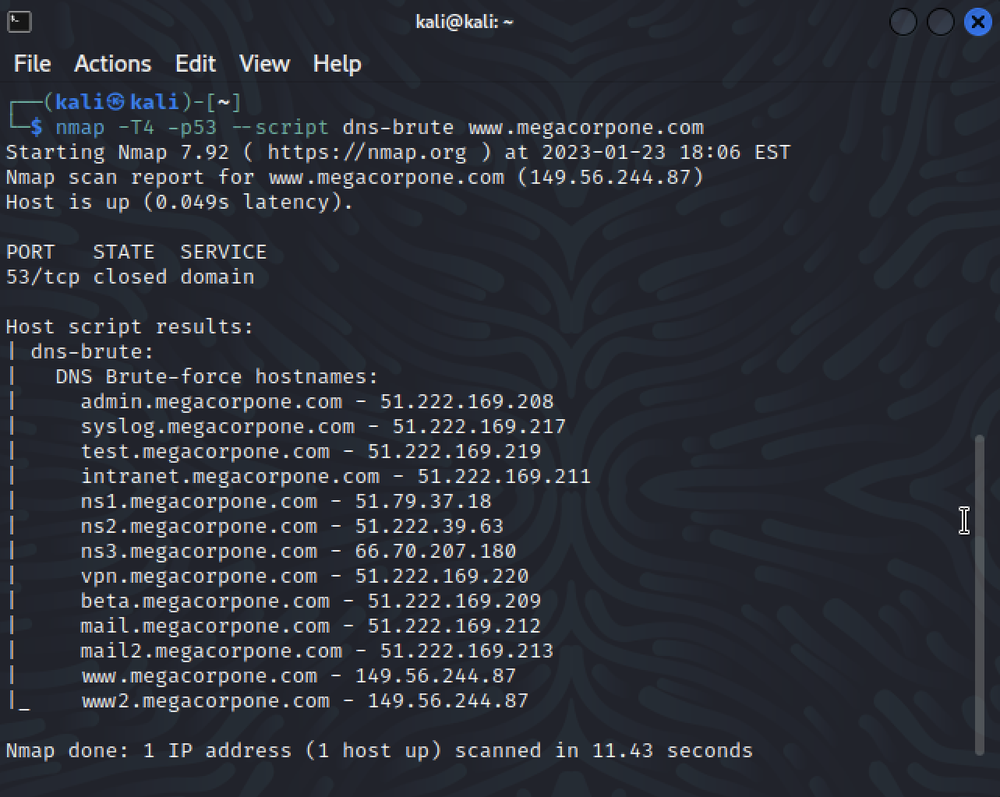 kali@kali: ~
File Actions Edit View Help
┌──(kali㉿kali)-[~]
└─$ nmap -T4 -p53 --script dns-brute www.megacorpone.com
Starting Nmap 7.92 ( https://nmap.org ) at 2023-01-23 18:06 EST
Nmap scan report for www.megacorpone.com (149.56.244.87)
Host is up (0.049s latency).

PORT   STATE  SERVICE
53/tcp closed domain

Host script results:
| dns-brute:
|   DNS Brute-force hostnames:
|     admin.megacorpone.com - 51.222.169.208
|     syslog.megacorpone.com - 51.222.169.217
|     test.megacorpone.com - 51.222.169.219
|     intranet.megacorpone.com - 51.222.169.211
|     ns1.megacorpone.com - 51.79.37.18
|     ns2.megacorpone.com - 51.222.39.63
|     ns3.megacorpone.com - 66.70.207.180
|     vpn.megacorpone.com - 51.222.169.220
|     beta.megacorpone.com - 51.222.169.209
|     mail.megacorpone.com - 51.222.169.212
|     mail2.megacorpone.com - 51.222.169.213
|     www.megacorpone.com - 149.56.244.87
|_    www2.megacorpone.com - 149.56.244.87

Nmap done: 1 IP address (1 host up) scanned in 11.43 seconds